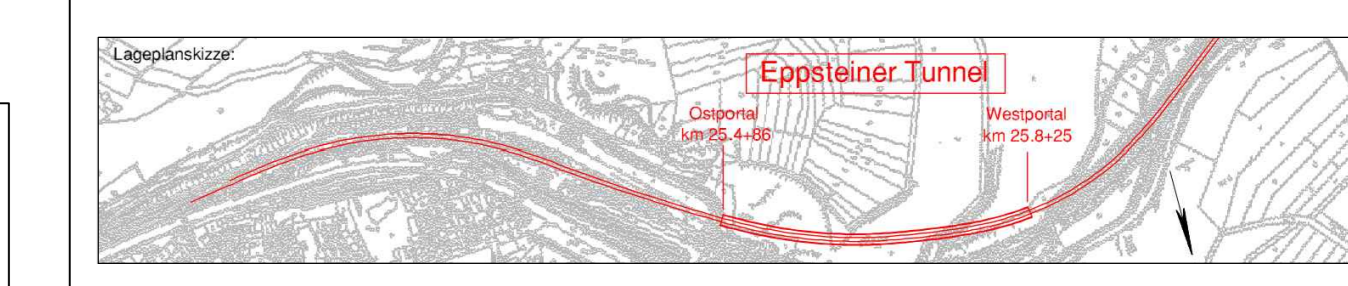 Lageplanskizze:
Eppsteiner Tunnel
Ostportal
km 25.4+86
Westportal
km 25.8+25